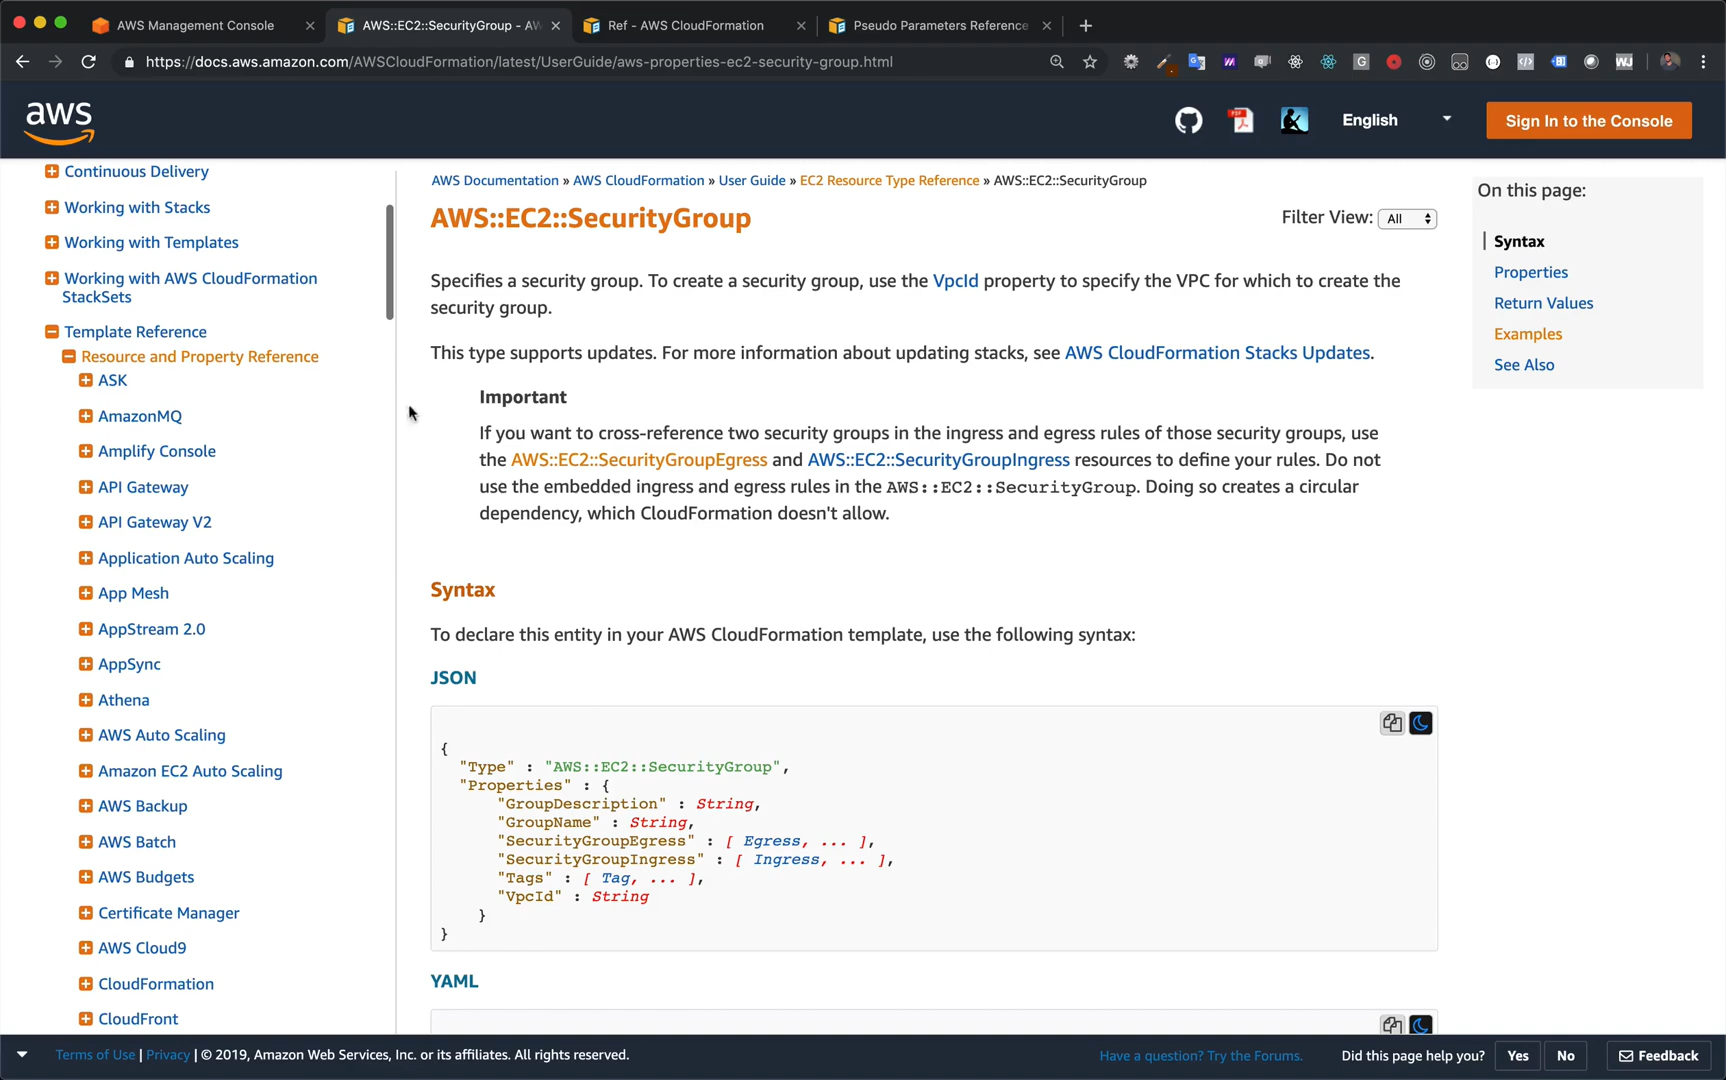 AWS Management Console
AWS::EC2::SecurityGroup - AW
Ref - AWS CloudFormation
Pseudo Parameters Reference
https://docs.aws.amazon.com/AWSCloudFormation/latest/UserGuide/aws-properties-ec2-security-group.html
aws
English
Sign In to the Console
Continuous Delivery
Working with Stacks
Working with Templates
Working with AWS CloudFormation
StackSets
Template Reference
Resource and Property Reference
ASK
AmazonMQ
Amplify Console
API Gateway
API Gateway V2
Application Auto Scaling
App Mesh
AppStream 2.0
AppSync
Athena
AWS Auto Scaling
Amazon EC2 Auto Scaling
AWS Backup
AWS Batch
AWS Budgets
Certificate Manager
AWS Cloud9
CloudFormation
CloudFront
AWS Documentation » AWS CloudFormation » User Guide » EC2 Resource Type Reference » AWS::EC2::SecurityGroup
AWS::EC2::SecurityGroup
Filter View: All
Specifies a security group. To create a security group, use the VpcId property to specify the VPC for which to create the
security group.
This type supports updates. For more information about updating stacks, see AWS CloudFormation Stacks Updates.
Important
If you want to cross-reference two security groups in the ingress and egress rules of those security groups, use
the AWS::EC2::SecurityGroupEgress and AWS::EC2::SecurityGroupIngress resources to define your rules. Do not
use the embedded ingress and egress rules in the AWS::EC2::SecurityGroup. Doing so creates a circular
dependency, which CloudFormation doesn't allow.
Syntax
To declare this entity in your AWS CloudFormation template, use the following syntax:
JSON
{
"Type" : "AWS::EC2::SecurityGroup",
"Properties" : {
"GroupDescription" : String,
"GroupName" : String,
"SecurityGroupEgress" : [ Egress, ... ],
"SecurityGroupIngress" : [ Ingress, ... ],
"Tags" : [ Tag, ... ],
"VpcId" : String
}
}
YAML
On this page:
Syntax
Properties
Return Values
Examples
See Also
Terms of Use | Privacy | © 2019, Amazon Web Services, Inc. or its affiliates. All rights reserved.
Have a question? Try the Forums.
Did this page help you?
Yes
No
Feedback